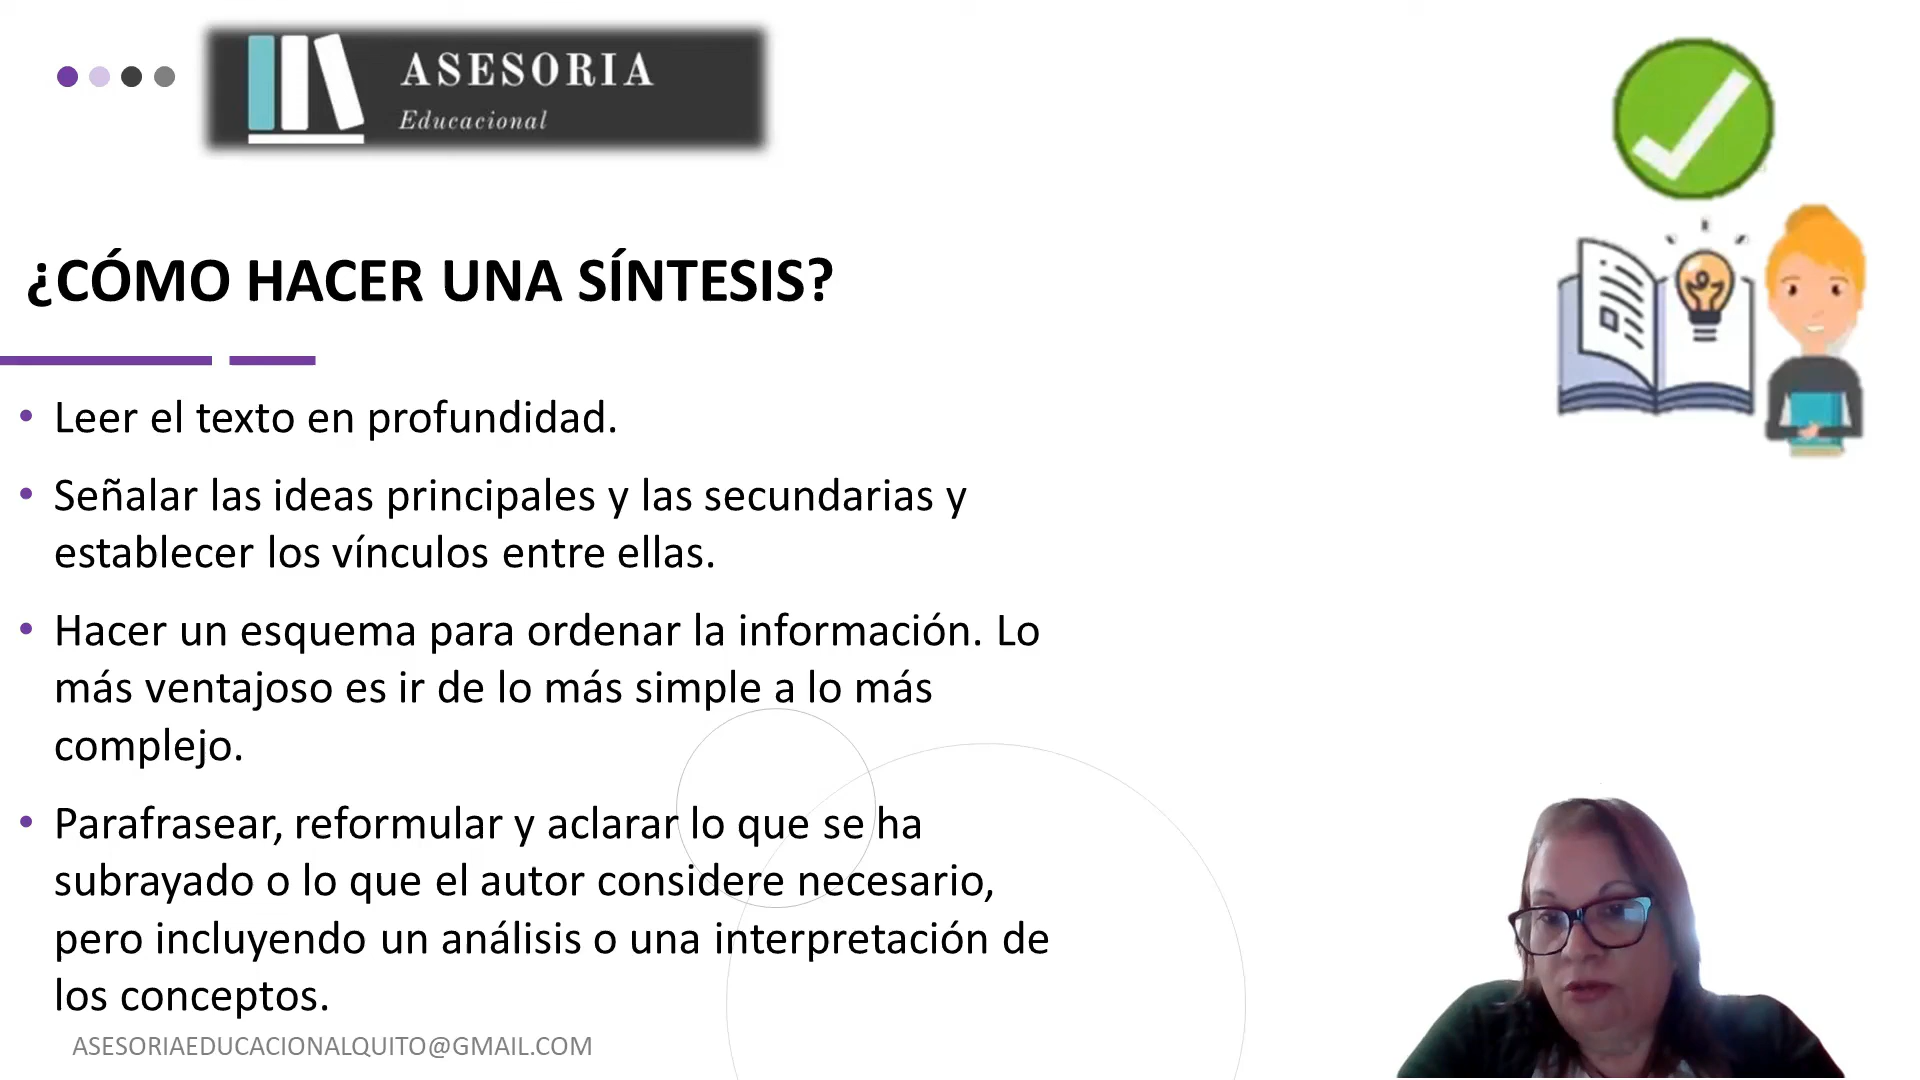 ASESORIA
Educacional
¿CÓMO HACER UNA SÍNTESIS?
• Leer el texto en profundidad.
• Señalar las ideas principales y las secundarias y
establecer los vínculos entre ellas.
• Hacer un esquema para ordenar la información. Lo
más ventajoso es ir de lo más simple a lo más
complejo.
• Parafrasear, reformular y aclarar lo que se ha
subrayado o lo que el autor considere necesario,
pero incluyendo un análisis o una interpretación de
los conceptos.
ASESORIAEDUCACIONALQUITO@GMAIL.COM